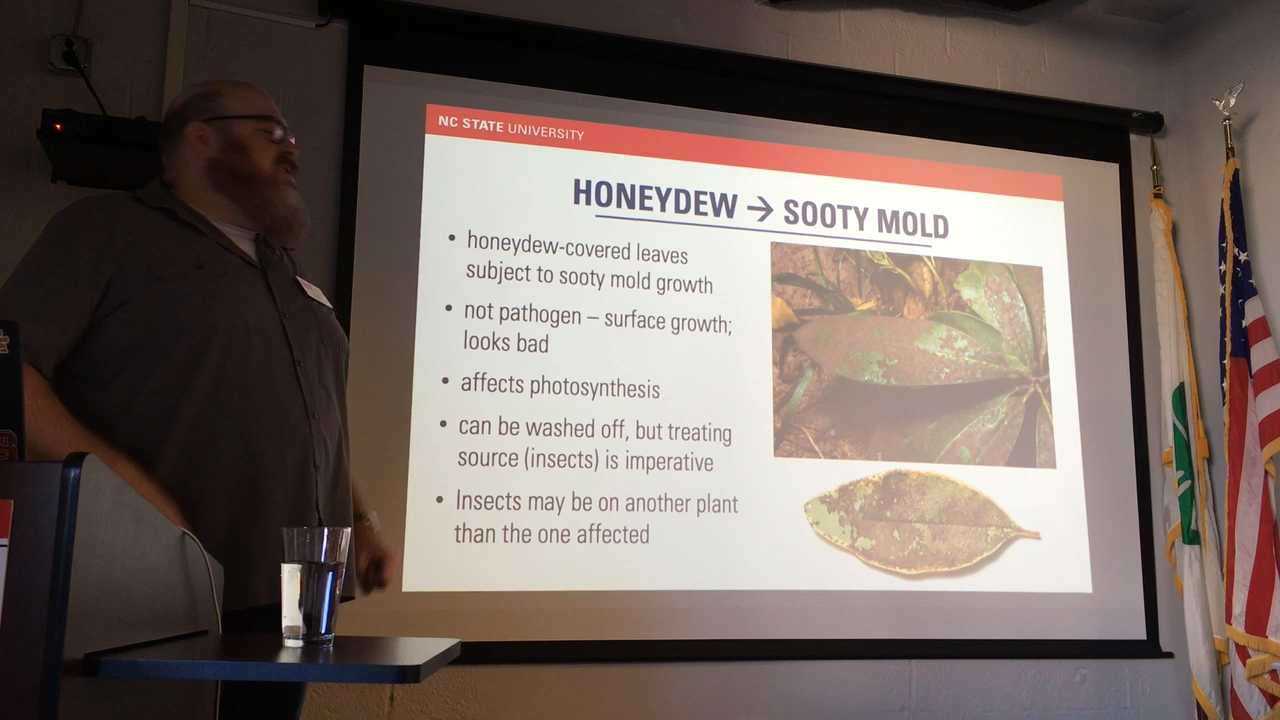 NC STATE UNIVERSITY
HONEYDEW → SOOTY MOLD
• honeydew-covered leaves
subject to sooty mold growth
• not pathogen – surface growth;
looks bad
• affects photosynthesis
• can be washed off, but treating
source (insects) is imperative
• Insects may be on another plant
than the one affected